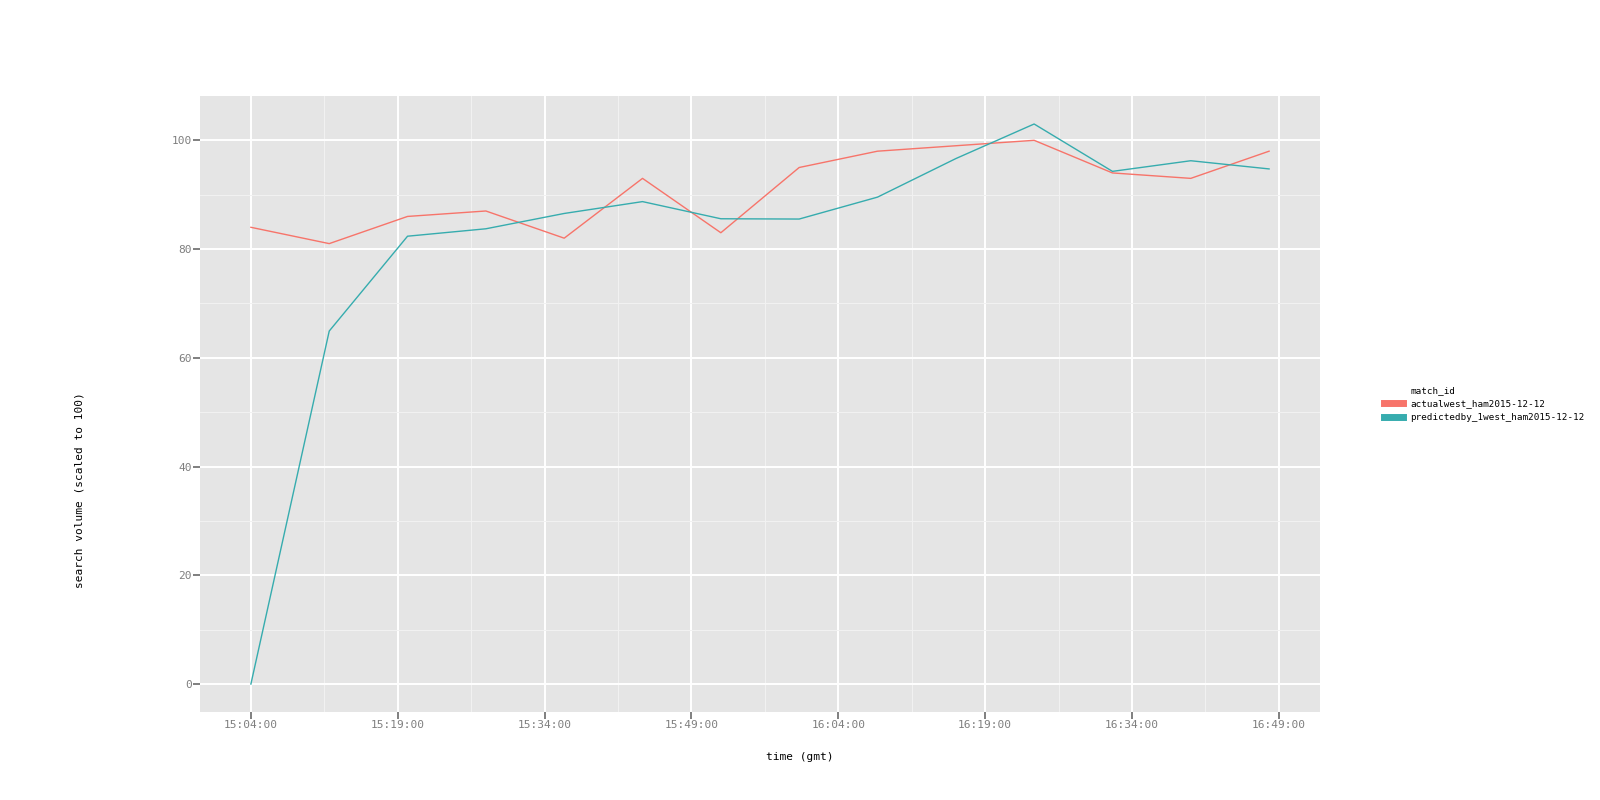 100
80
60
40
20
0
search volume (scaled to 100)
15:04:00 15:19:00 15:34:00 15:49:00 16:04:00 16:19:00 16:34:00 16:49:00
time (gmt)
match_id
actualwest_ham2015-12-12
predictedby_1west_ham2015-12-12